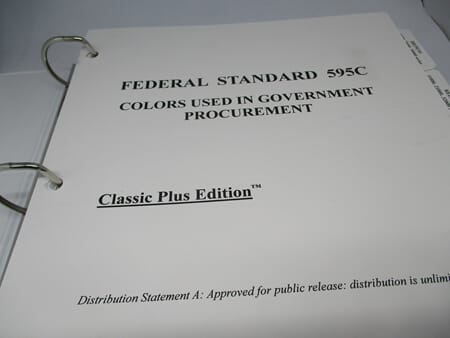 FEDERAL STANDARD 595C
COLORS USED IN GOVERNMENT
PROCUREMENT
Classic Plus Edition™
Distribution Statement A: Approved for public release: distribution is